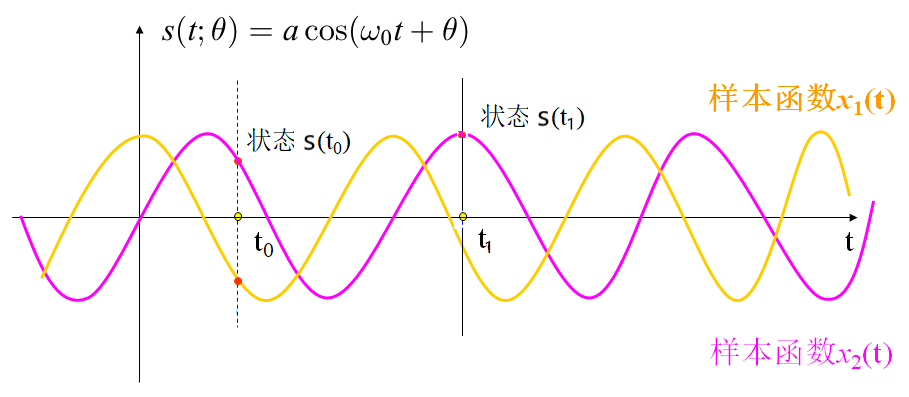 s(t;θ) = a cos(ω₀t + θ)
样本函数x₁(t)
状态 s(t₁)
状态 s(t₀)
t₀
t₁
t
样本函数x₂(t)